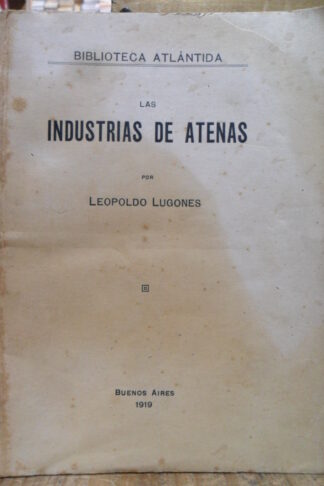 BIBLIOTECA ATLÁNTIDA
LAS
INDUSTRIAS DE ATENAS
POR
LEOPOLDO LUGONES
BUENOS AIRES
1919